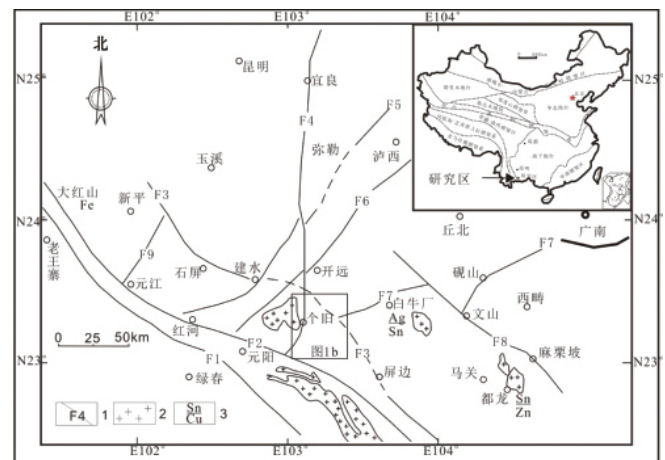 E102° E103° E104°
北
昆明
N25°
宜良
F5
F4
弥勒
泸西
玉溪
研究区
大红山
Fe
新平
F3
F6
N24°
丘北
广南
老王寨
F9
石屏
建水
开远
F7
砚山
元江
F7
白牛厂
西畴
Ag
Sn
个旧
文山
红河
0 25 50km
F2
图1b
F1
元阳
F3
F8
麻栗坡
N23°
绿春
屏边
马关
都龙
Sn
Zn
F4 1 2 Sn
Cu 3
E102° E103° E104°
N25°
N24°
N23°